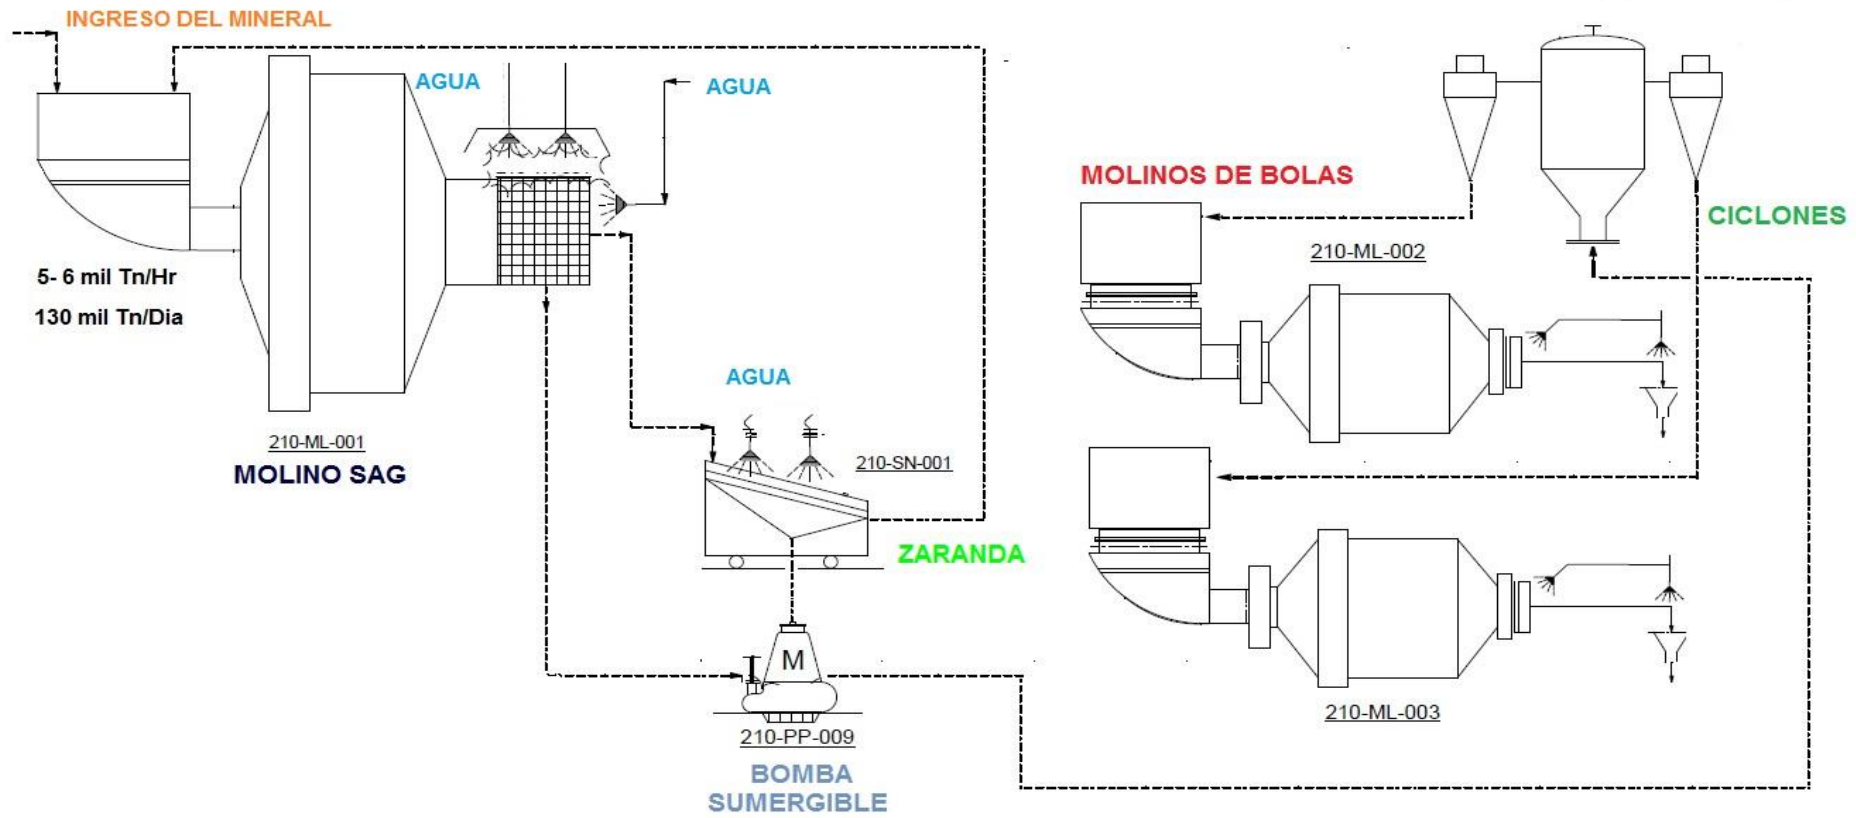 INGRESO DEL MINERAL
AGUA
AGUA
MOLINOS DE BOLAS
CICLONES
210-ML-002
5- 6 mil Tn/Hr
130 mil Tn/Dia
AGUA
210-ML-001
MOLINO SAG
210-SN-001
ZARANDA
M
210-PP-009
BOMBA
SUMERGIBLE
210-ML-003